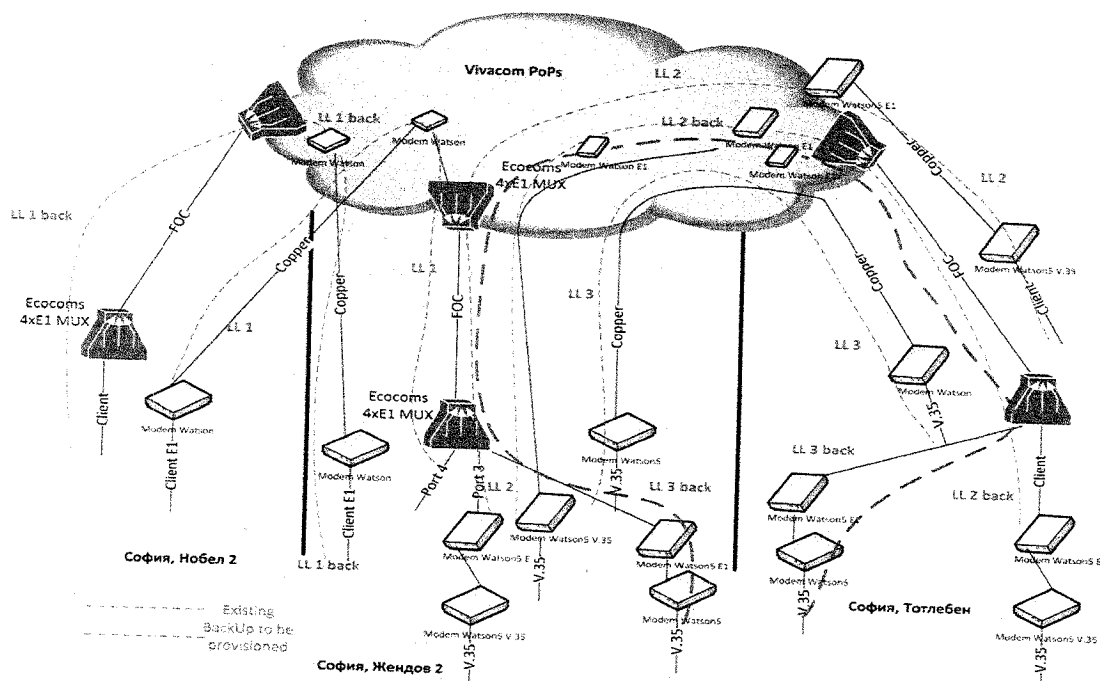 Vivacom PoPs
LL 2
Modem Watson5 E1
LL 1 back
Modem Watson
Modem Watson
LL 2 back
Modem Watson E1
Modem Watson E1
Ecocoms
4xE1 MUX
Copper
LL 2
LL 1 back
FOC
Copper
LL 1
FOC
Copper
LL 3
Copper
Copper
FOC
Modem Watson5 V.35
Client
Ecocoms
4xE1 MUX
LL 1
LL 3
Modem Watson
Client
Modem Watson
Client E1
Ecocoms
4xE1 MUX
Modem Watson
Client E1
Port 4
Port 3
LL 2
Modem Watson5
V.35
LL 3 back
V.35
LL 3 back
Client
LL 2 back
Modem Watson5 E
Modem Watson5 V.35
V.35
Modem Watson5 E1
Modem Watson5 E1
Modem Watson5
V.35
Modem Watson5 E
София, Нобел 2
LL 1 back
Modem Watson5 V.35
V.35
Modem Watson5
V.35
София, Тотлебен
Modem Watson5 V.35
V.35
Existing
BackUp to be
provisioned
София, Жендов 2